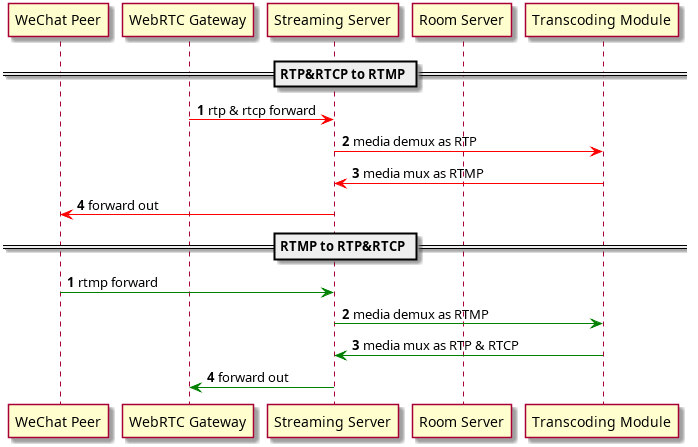 WeChat Peer
WebRTC Gateway
Streaming Server
Room Server
Transcoding Module
RTP&RTCP to RTMP
1 rtp & rtcp forward
2 media demux as RTP
3 media mux as RTMP
4 forward out
RTMP to RTP&RTCP
1 rtmp forward
2 media demux as RTMP
3 media mux as RTP & RTCP
4 forward out
WeChat Peer
WebRTC Gateway
Streaming Server
Room Server
Transcoding Module